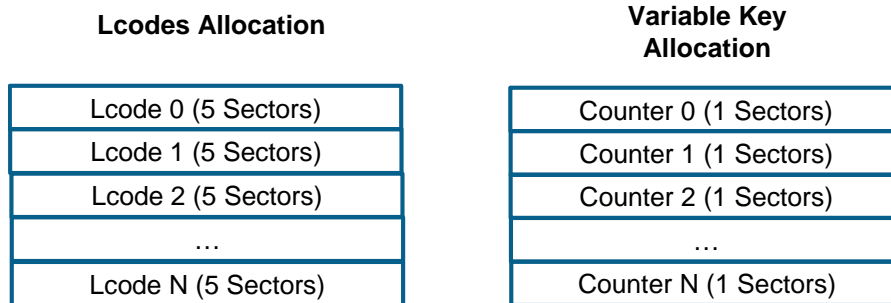 Lcodes Allocation
Lcode 0 (5 Sectors)
Lcode 1 (5 Sectors)
Lcode 2 (5 Sectors)
…
Lcode N (5 Sectors)
Variable Key
Allocation
Counter 0 (1 Sectors)
Counter 1 (1 Sectors)
Counter 2 (1 Sectors)
…
Counter N (1 Sectors)